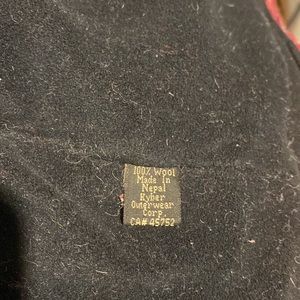 100% Wool
Made In
Nepal
Kyber
Outerwear
Corp.
CA# 45752